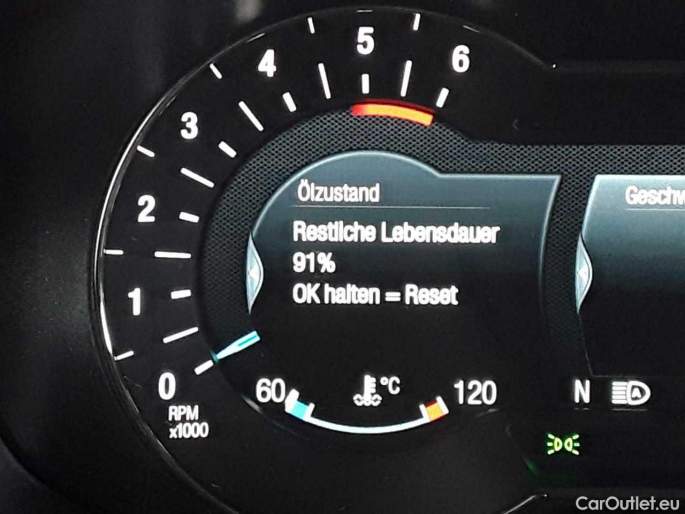 0
1
2
3
4
5
6
RPM
x1000
Ölzustand
Restliche Lebensdauer
91%
OK halten = Reset
Geschw
60
°C
120
N
A
CarOutlet.eu